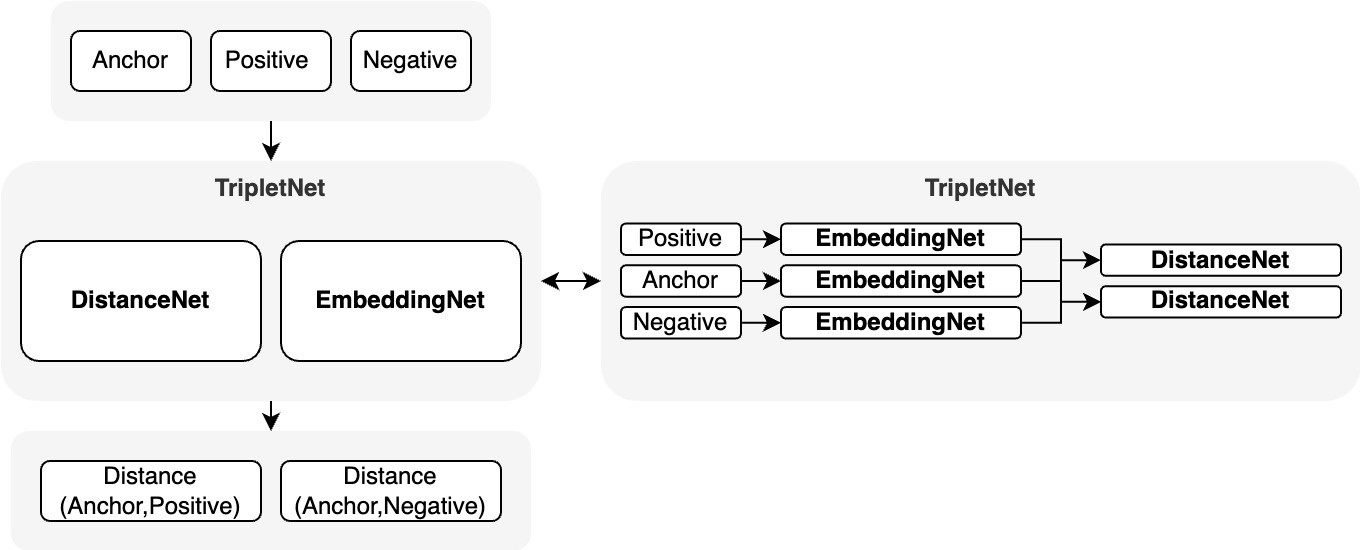 Anchor
Positive
Negative
TripletNet
DistanceNet
EmbeddingNet
Distance
(Anchor,Positive)
Distance
(Anchor,Negative)
TripletNet
Positive
EmbeddingNet
Anchor
EmbeddingNet
Negative
EmbeddingNet
DistanceNet
DistanceNet